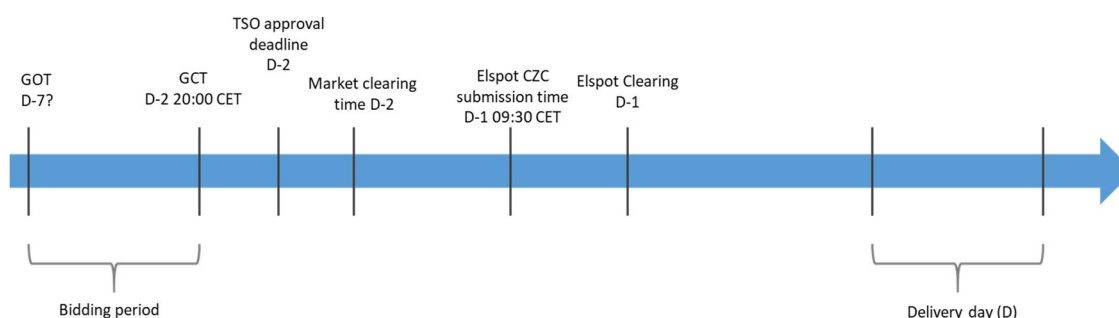 GOT
D-7?
GCT
D-2 20:00 CET
TSO approval
deadline
D-2
Market clearing
time D-2
Elspot CZC
submission time
D-1 09:30 CET
Elspot Clearing
D-1
Bidding period
Delivery day (D)